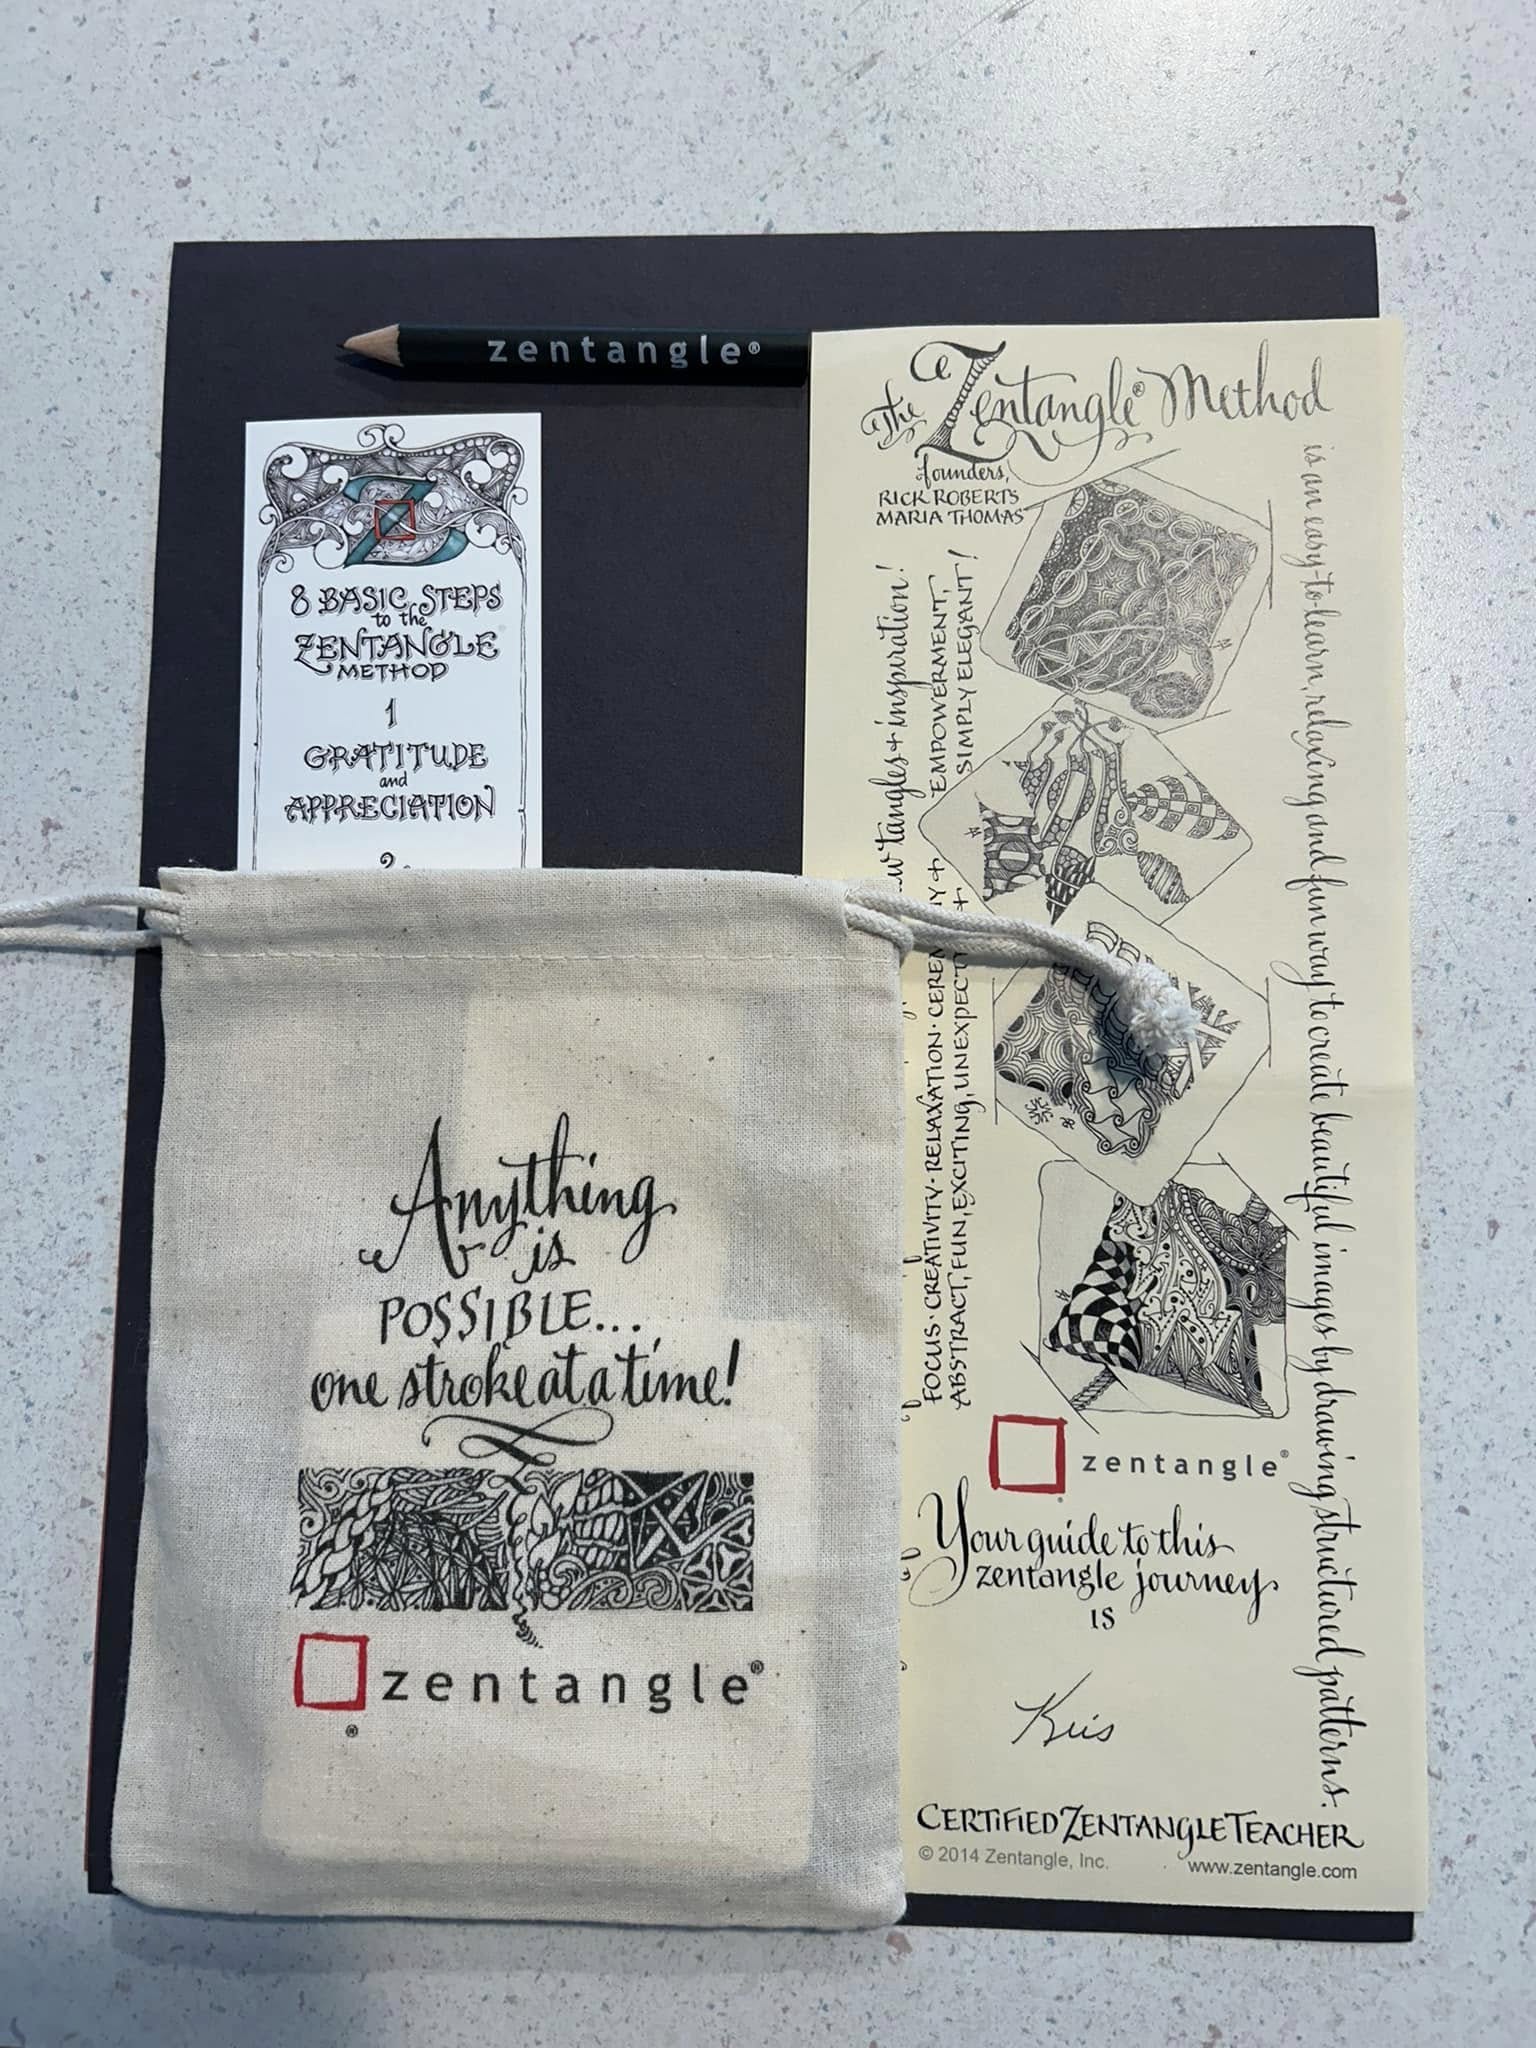 zentangle®
8 BASIC STEPS
to the
ZENTANGLE
METHOD
1
GRATITUDE
and
APPRECIATION
2.
The Zentangle® Method
founders,
RICK ROBERTS
MARIA THOMAS
is an easy-to-learn, relaxing and fun way to create beautiful images by drawing structured patterns.
tangles + inspiration!
EMPOWERMENT,
FOCUS · CREATIVITY · RELAXATION ·
SIMPLY ELEGANT!
ABSTRACT, FUN, EXCITING,
zentangle®
Your guide to this
zentangle journey
IS
Kris
CERTIFIED ZENTANGLE TEACHER
© 2014 Zentangle, Inc.
www.zentangle.com
Anything
is
POSSIBLE...
one stroke at a time!
zentangle®
®